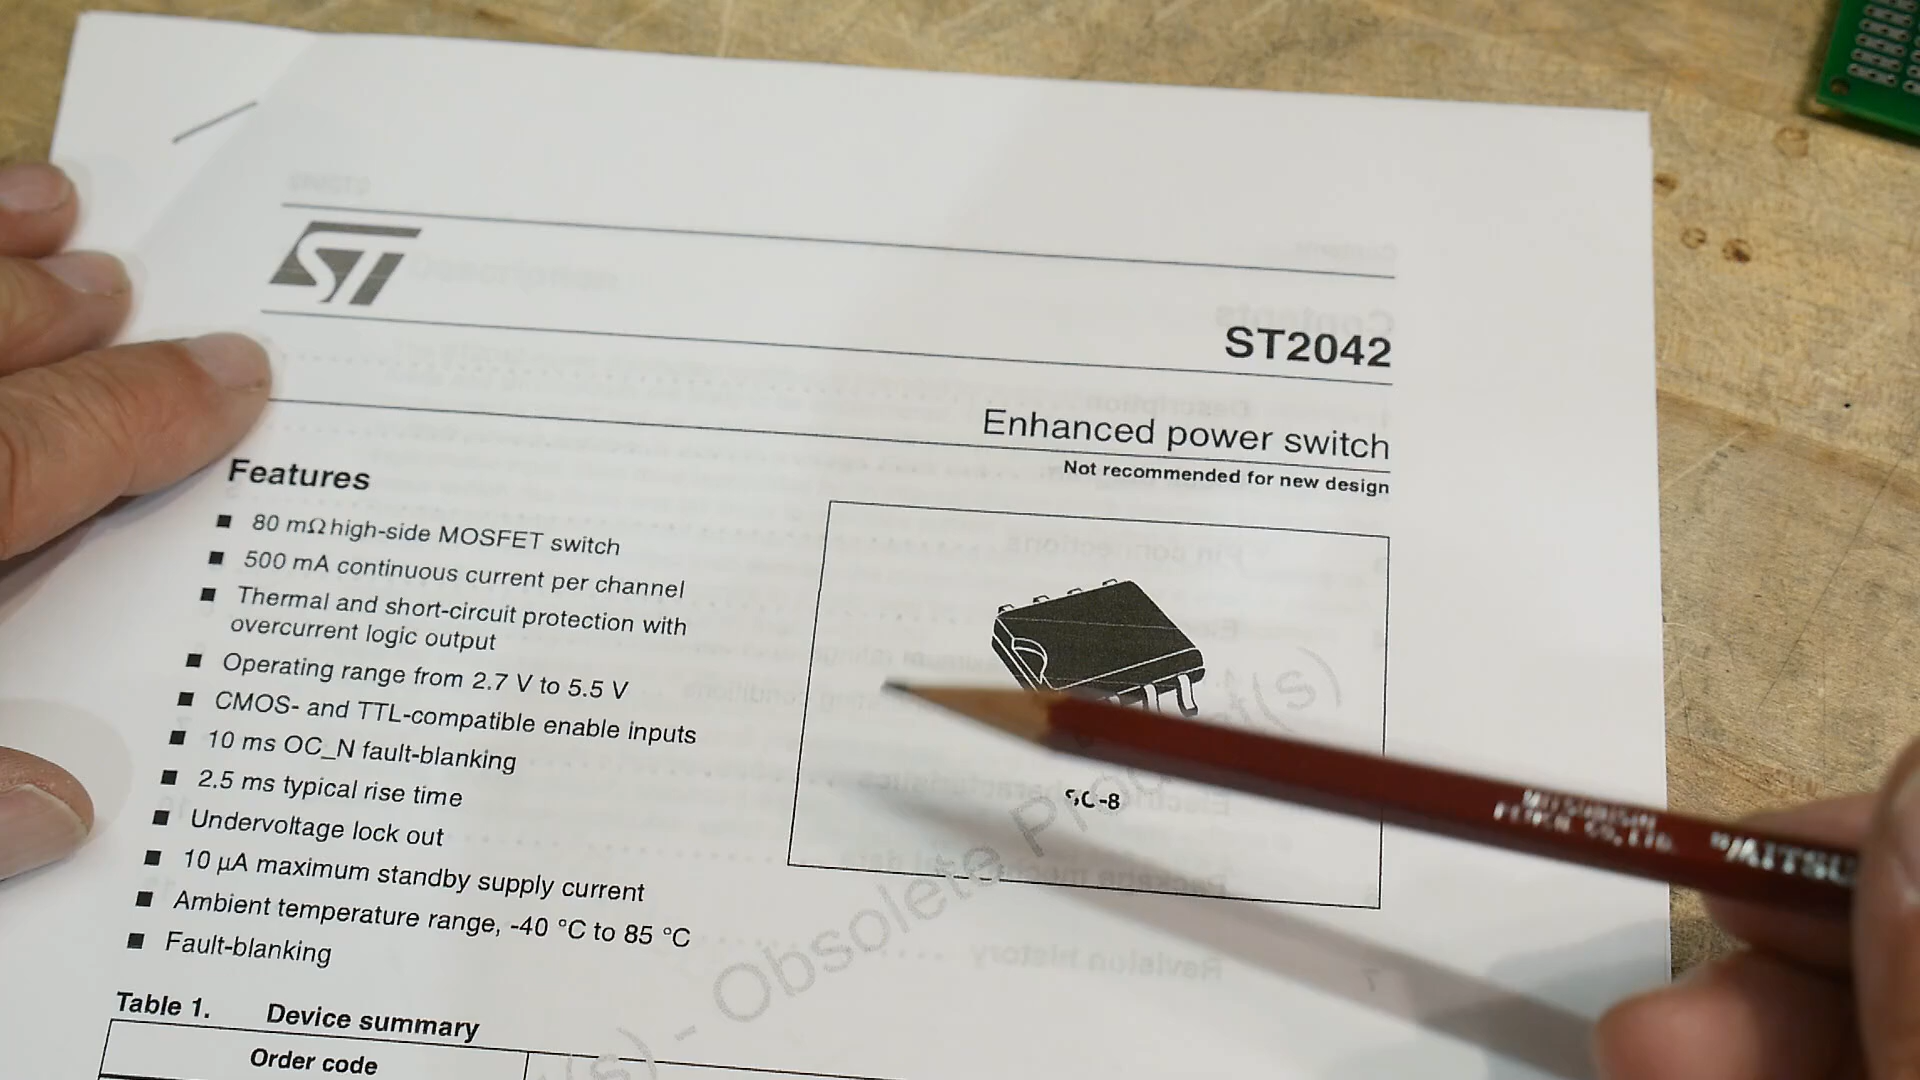 ST
ST2042
Enhanced power switch
Not recommended for new design
Features
■ 80 mΩ high-side MOSFET switch
■ 500 mA continuous current per channel
■ Thermal and short-circuit protection with
overcurrent logic output
■ Operating range from 2.7 V to 5.5 V
■ CMOS- and TTL-compatible enable inputs
■ 10 ms OC_N fault-blanking
■ 2.5 ms typical rise time
■ Undervoltage lock out
■ 10 µA maximum standby supply current
■ Ambient temperature range, -40 °C to 85 °C
■ Fault-blanking
SO-8
Table 1. Device summary
Order code
(s) - Obsolete Product(s)